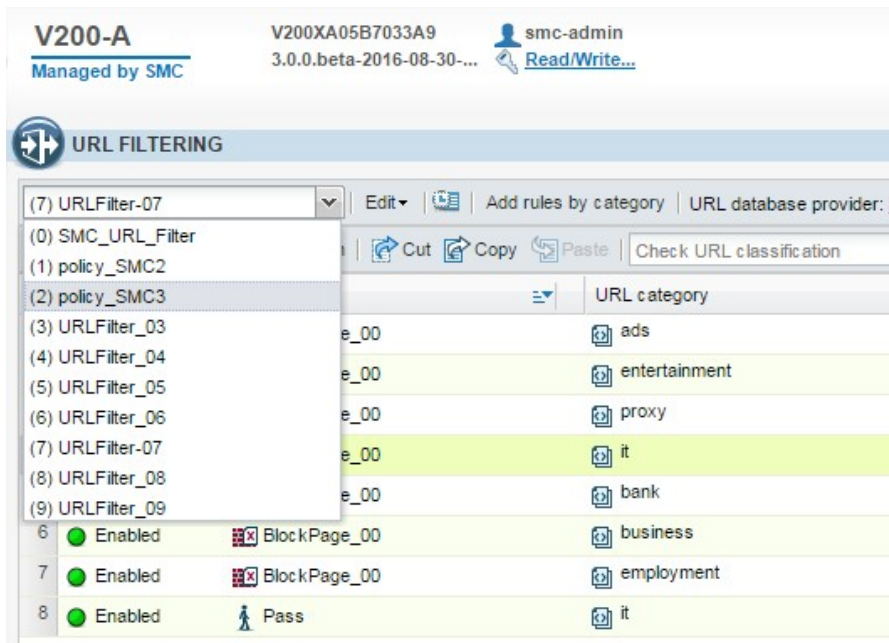 V200-A
Managed by SMC
V200XA05B7033A9
3.0.0.beta-2016-08-30-...
smc-admin
Read/Write...
URL FILTERING
(7) URLFilter-07 Edit Add rules by category URL database provider:
Cut Copy Paste Check URL classification
(0) SMC_URL_Filter
(1) policy_SMC2
(2) policy_SMC3
(3) URLFilter_03
(4) URLFilter_04
(5) URLFilter_05
(6) URLFilter_06
(7) URLFilter-07
(8) URLFilter_08
(9) URLFilter_09
URL category
e_00 ads
e_00 entertainment
e_00 proxy
e_00 it
e_00 bank
6 Enabled BlockPage_00 business
7 Enabled BlockPage_00 employment
8 Enabled Pass it